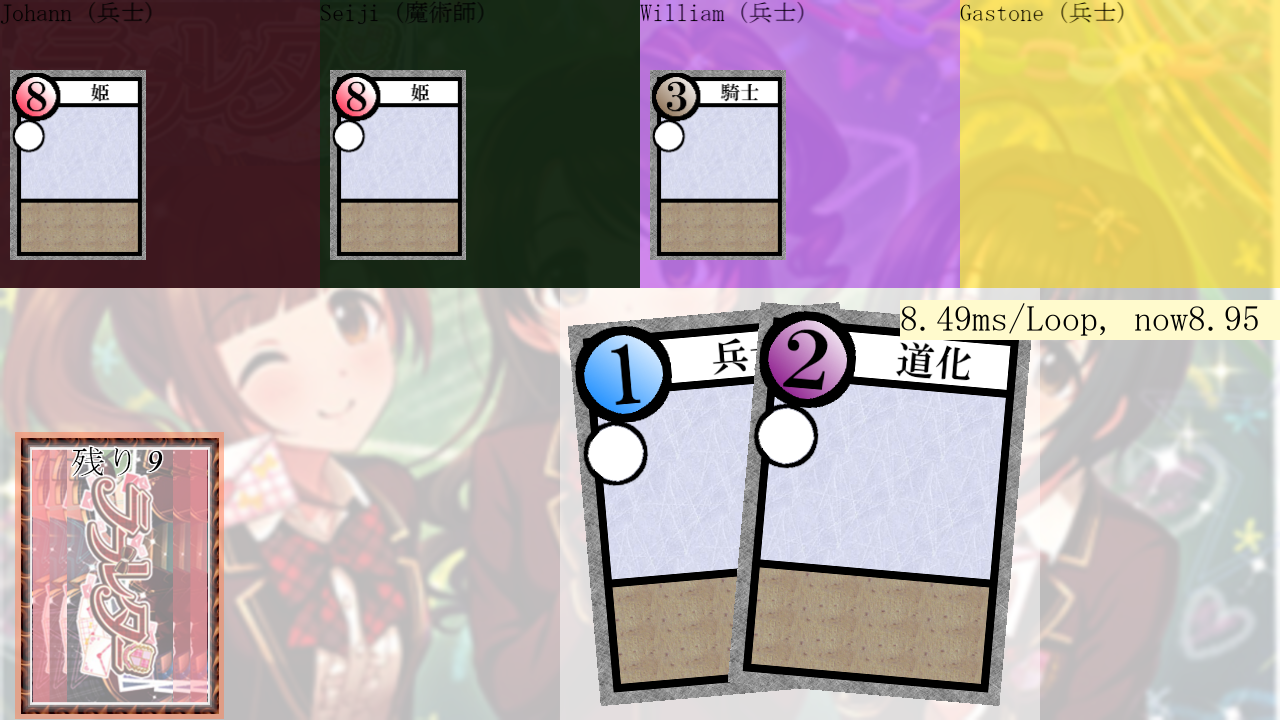 Johann (兵士)
Seiji (魔術師)
William (兵士)
Gastone (兵士)
8 姫
8 姫
3 騎士
8.49ms/Loop, now8.95
1
2 道化
残り 9